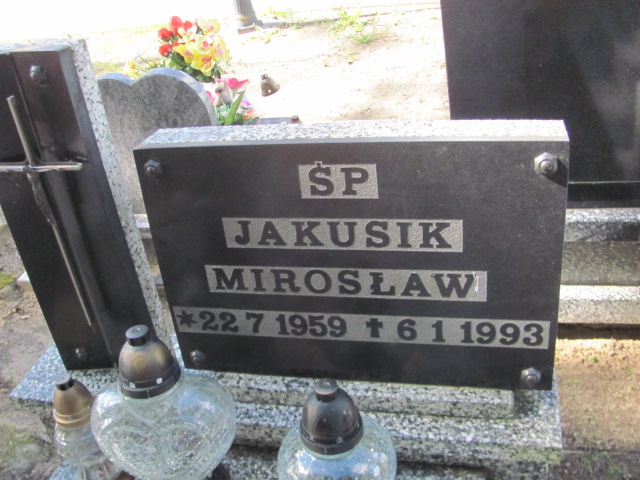 ŚP
JAKUSIK
MIROSŁAW
*22 7 1959 ✝ 6 1 1993